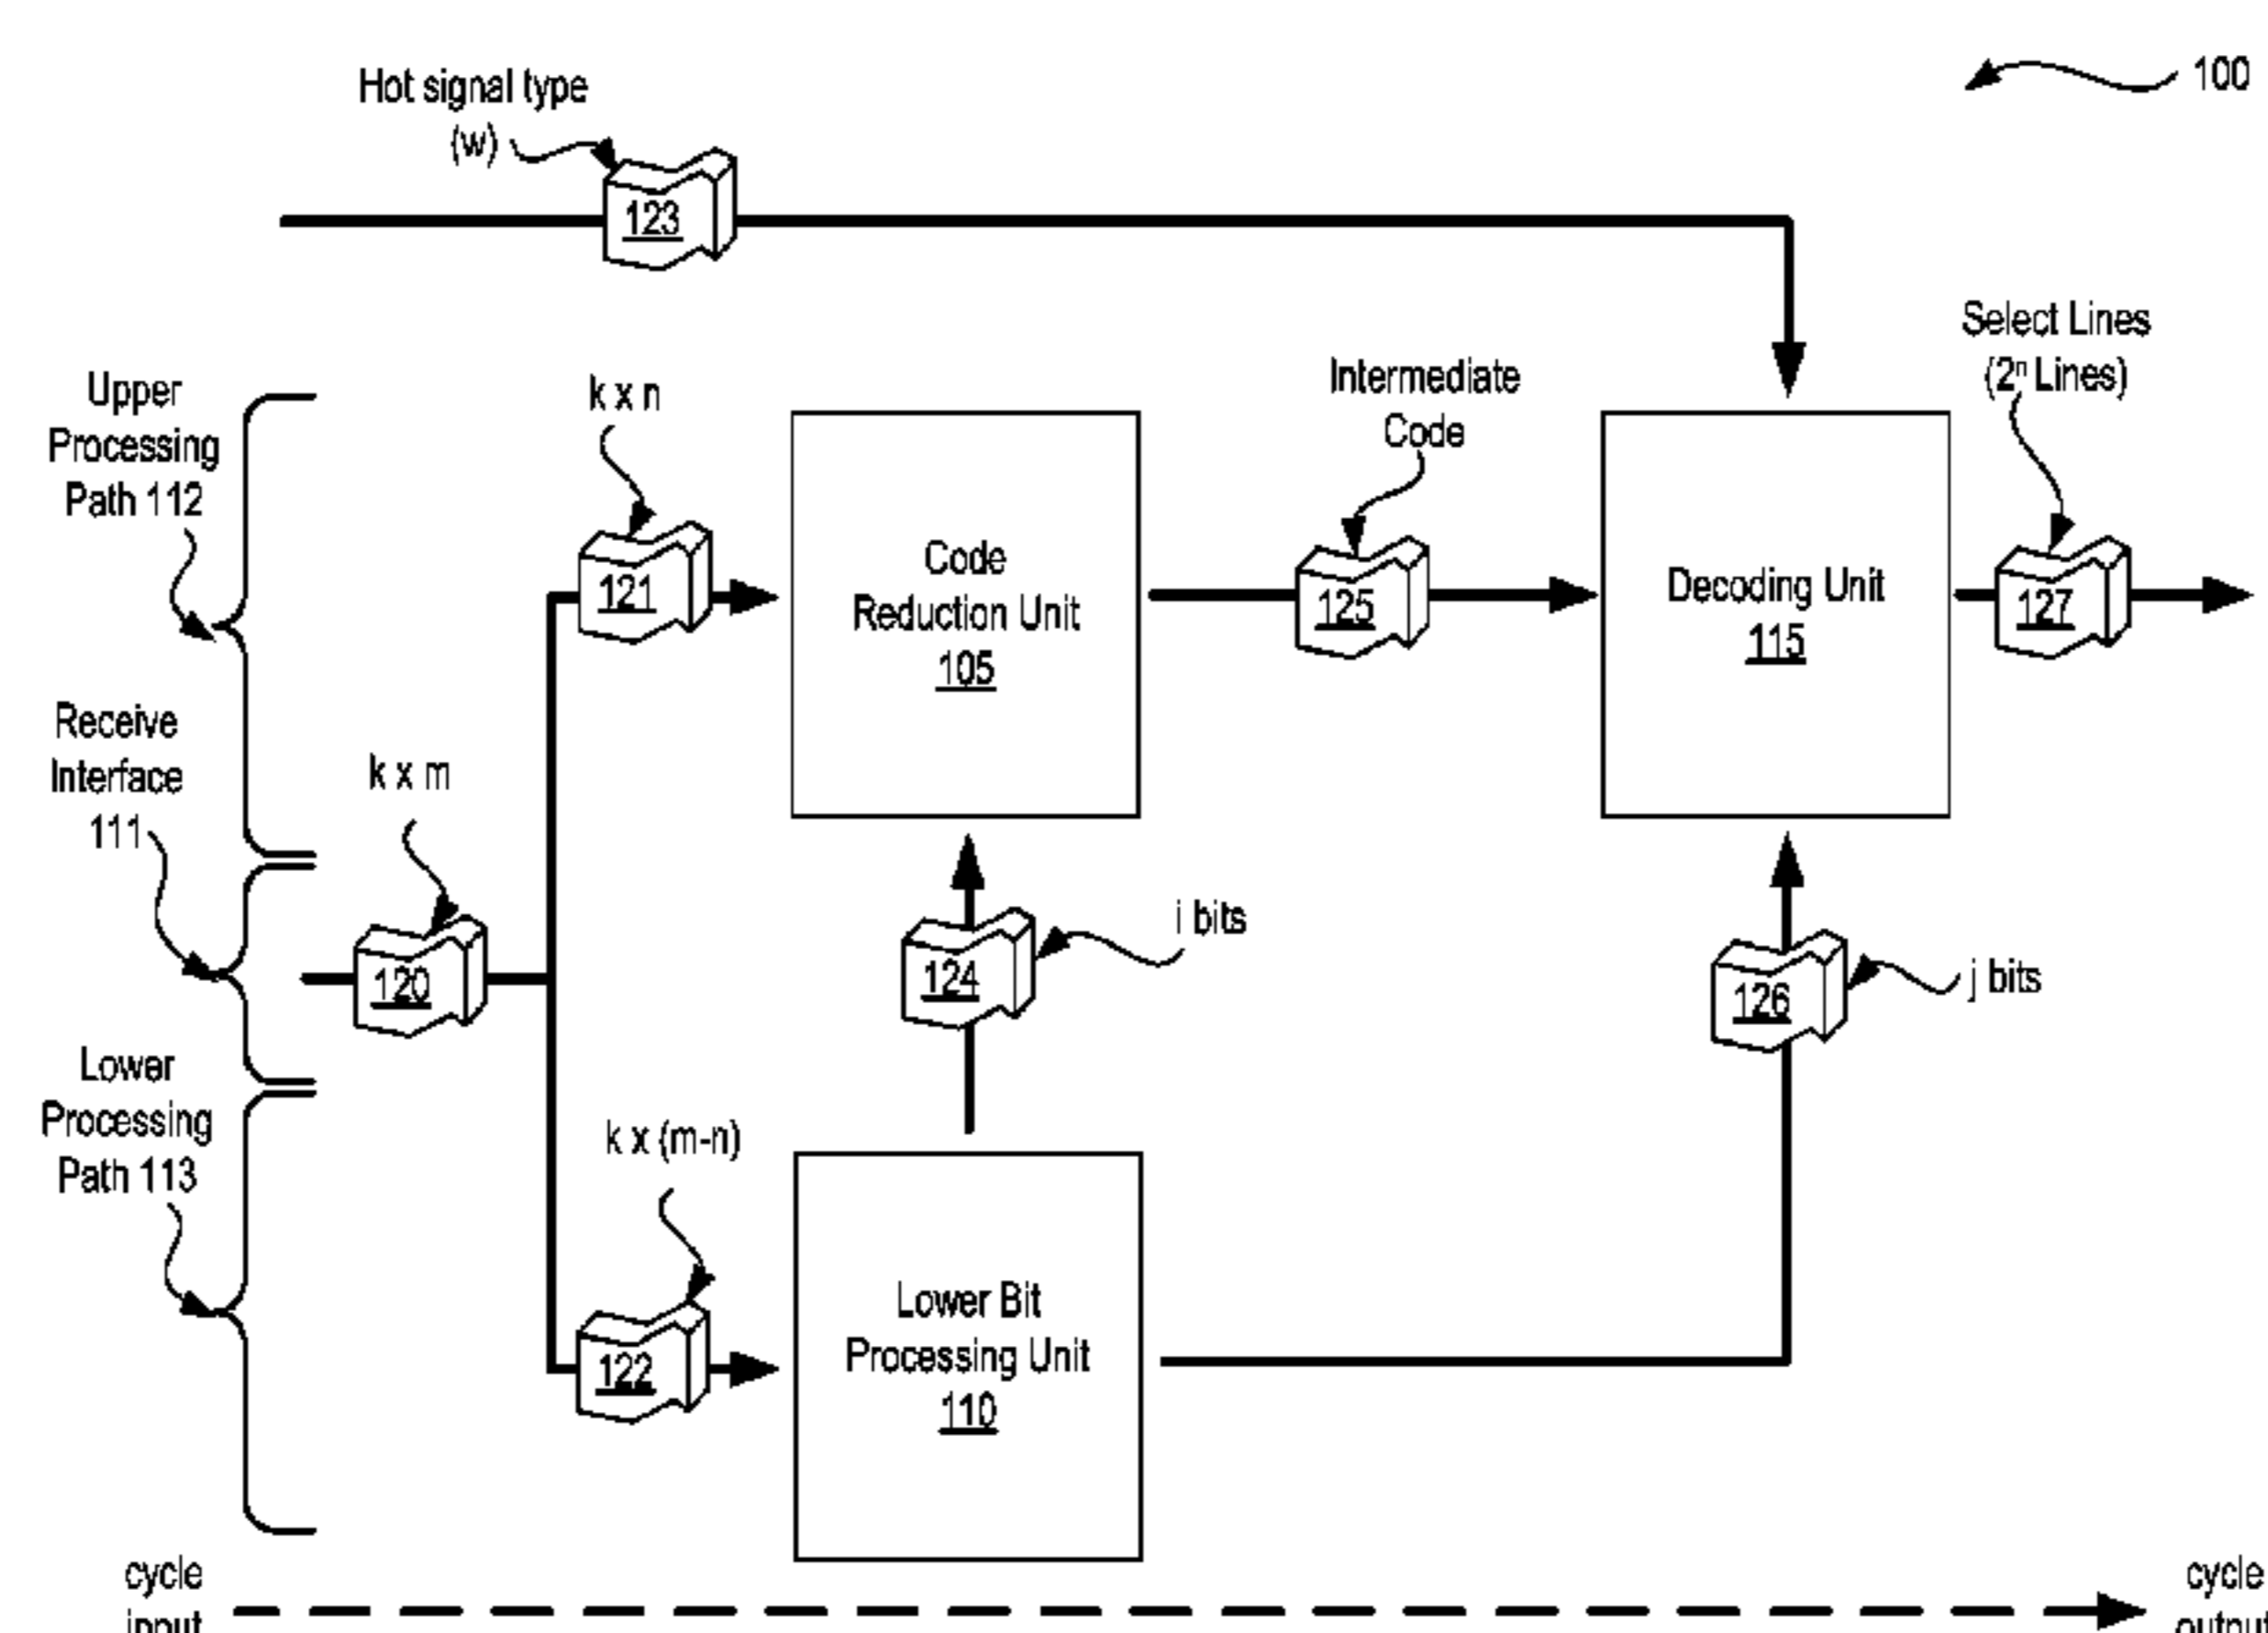 100
Hot signal type
(w)
123
Select Lines
(2ⁿ Lines)
Upper
Processing
Path 112
k x n
Intermediate
Code
121
Code
Reduction Unit
105
125
Decoding Unit
115
127
Receive
Interface
111
k x m
120
124
i bits
126
j bits
Lower
Processing
Path 113
k x (m-n)
122
Lower Bit
Processing Unit
110
cycle
input
cycle
output